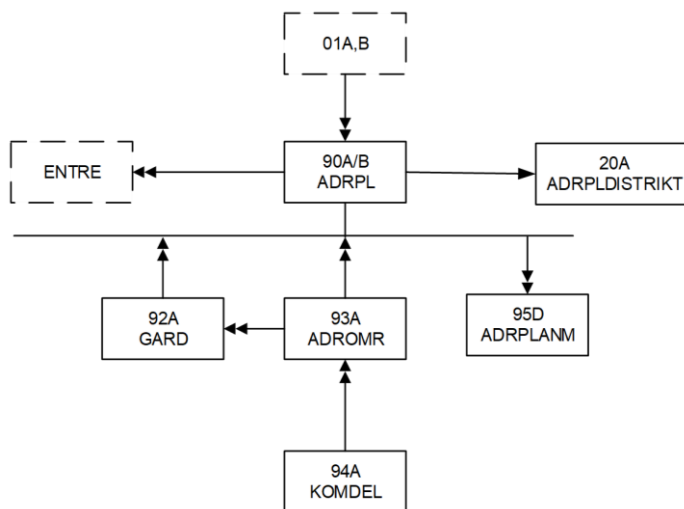 01A,B
ENTRE
90A/B
ADRPL
20A
ADRPLDISTRIKT
92A
GARD
93A
ADROMR
95D
ADRPLANM
94A
KOMDEL